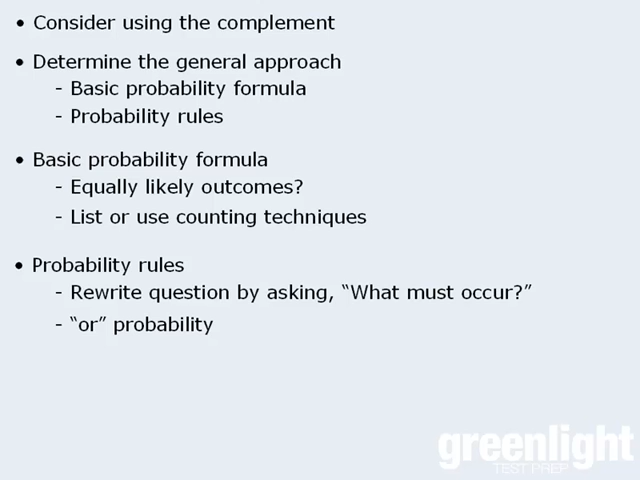 • Consider using the complement
• Determine the general approach
- Basic probability formula
- Probability rules
• Basic probability formula
- Equally likely outcomes?
- List or use counting techniques
• Probability rules
- Rewrite question by asking, “What must occur?”
- “or” probability
greenlight
TEST PREP